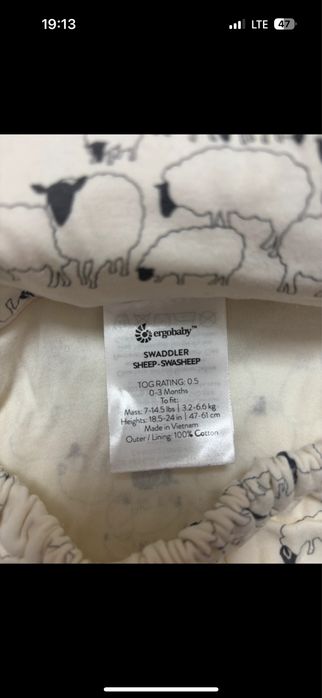 19:13
LTE 47
ergobaby™
SWADDLER
SHEEP-SWASHEEP
TOG RATING: 0.5
0-3 Months
To fit:
Mass: 7-14.5 lbs | 3.2-6.6 kg
Heights: 18.5-24 in | 47-61 cm
Made in Vietnam
Outer / Lining: 100% Cotton